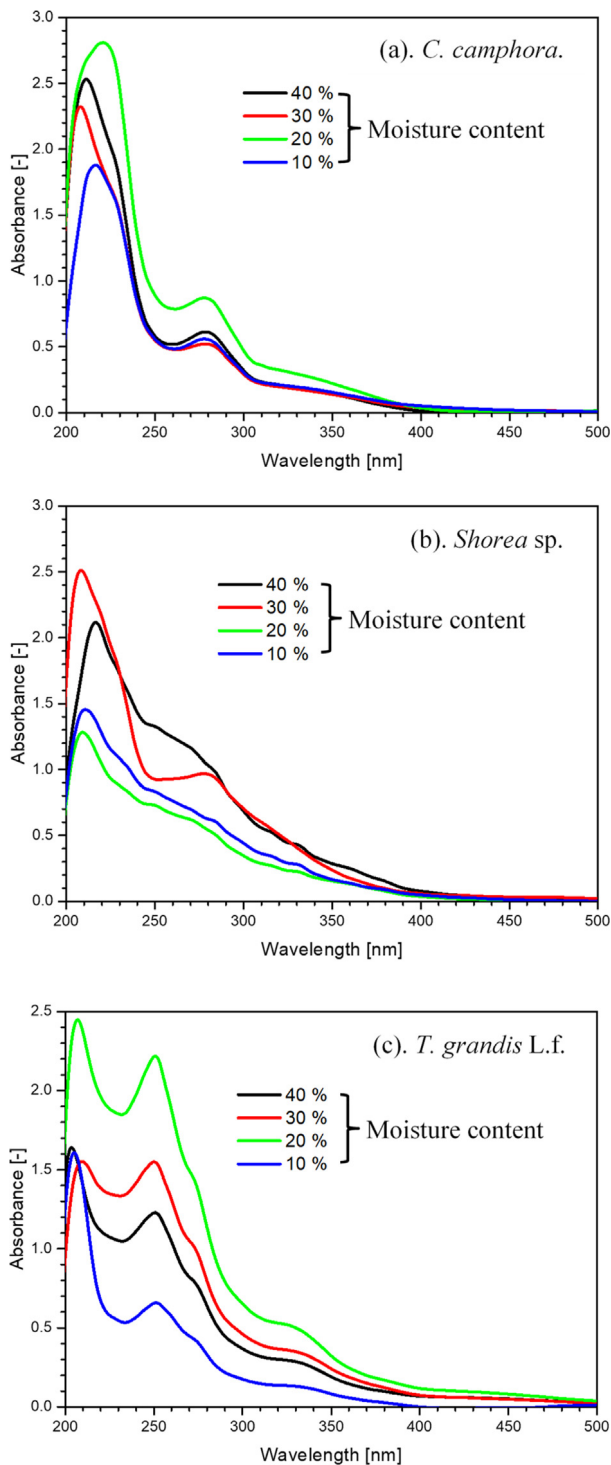 (a). C. camphora.
40 %
30 %
20 %
10 %
Moisture content
Absorbance [-]
3.0
2.5
2.0
1.5
1.0
0.5
0.0
200 250 300 350 400 450 500
Wavelength [nm]
(b). Shorea sp.
40 %
30 %
20 %
10 %
Moisture content
Absorbance [-]
3.0
2.5
2.0
1.5
1.0
0.5
0.0
200 250 300 350 400 450 500
Wavelength [nm]
(c). T. grandis L.f.
40 %
30 %
20 %
10 %
Moisture content
Absorbance [-]
2.5
2.0
1.5
1.0
0.5
0.0
200 250 300 350 400 450 500
Wavelength [nm]